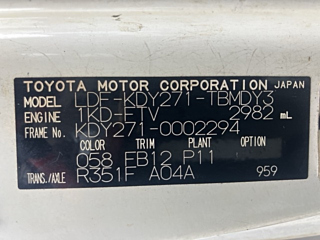 TOYOTA MOTOR CORPORATION JAPAN
MODEL LDF-KDY271-TBMDY3
ENGINE 1KD-FTV 2982 mL
FRAME No. KDY271-0002294
COLOR TRIM PLANT OPTION
058 FB12 P11
TRANS./AXLE R351F A04A 959